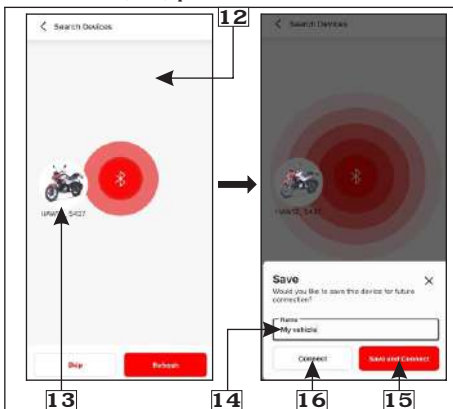 Search Devices
12
Skip
Refresh
13
Search Devices
Save
Would you like to save this device for future
connection?
Name
My vehicle
Connect
Save and Connect
14
16
15